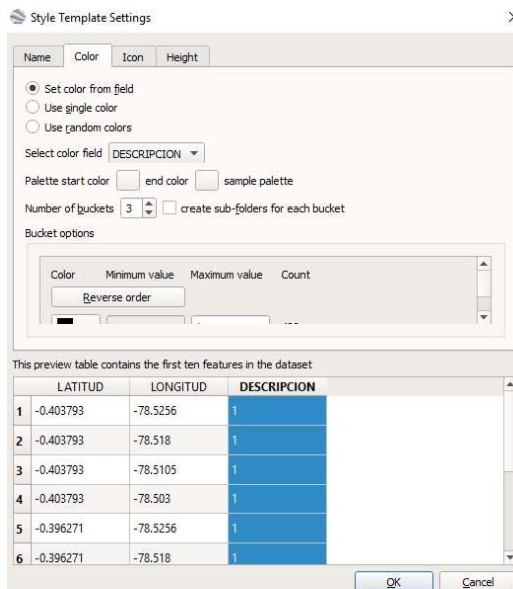 Style Template Settings
Name Color Icon Height
Set color from field
Use single color
Use random colors
Select color field DESCRIPCION
Palette start color end color sample palette
Number of buckets 3 create sub-folders for each bucket
Bucket options
Color Minimum value Maximum value Count
Reverse order
This preview table contains the first ten features in the dataset
LATITUD LONGITUD DESCRIPCION
1 -0.403793 -78.5256 1
2 -0.403793 -78.518 1
3 -0.403793 -78.5105 1
4 -0.403793 -78.503 1
5 -0.396271 -78.5256 1
6 -0.396271 -78.518 1
OK Cancel